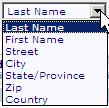 Last Name
Last Name
First Name
Street
City
State/Province
Zip
Country